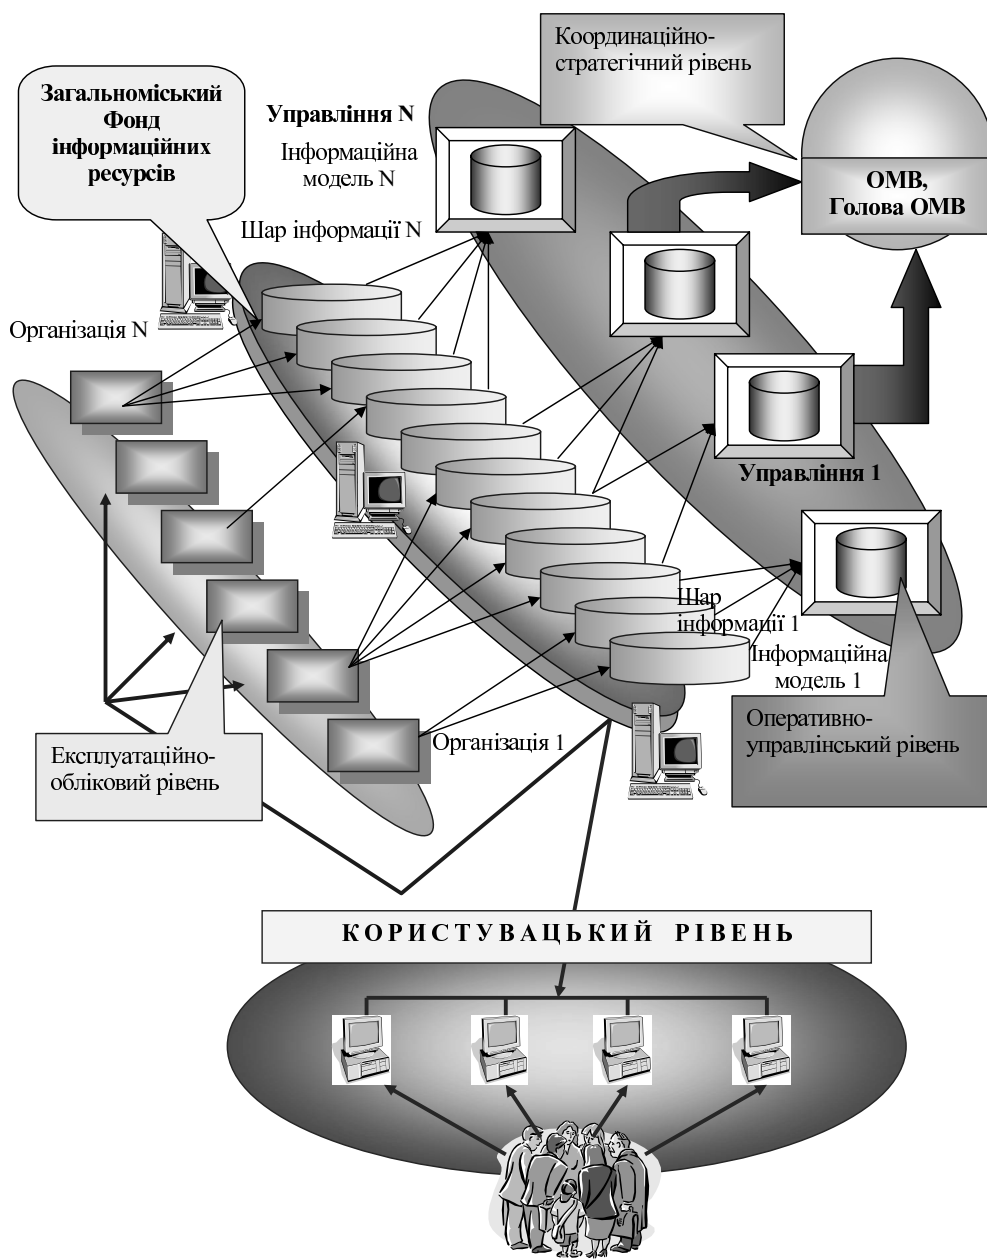 Координаційно-
стратегічний рівень
Загальноміський
Фонд
інформаційних
ресурсів
Управління N
Інформаційна
модель N
Шар інформації N
ОМВ,
Голова ОМВ
Організація N
Управління 1
Шар
інформації 1
Інформаційна
модель 1
Оперативно-
управлінський рівень
Організація 1
Експлуатаційно-
обліковий рівень
КОРИСТУВАЦЬКИЙ РІВЕНЬ